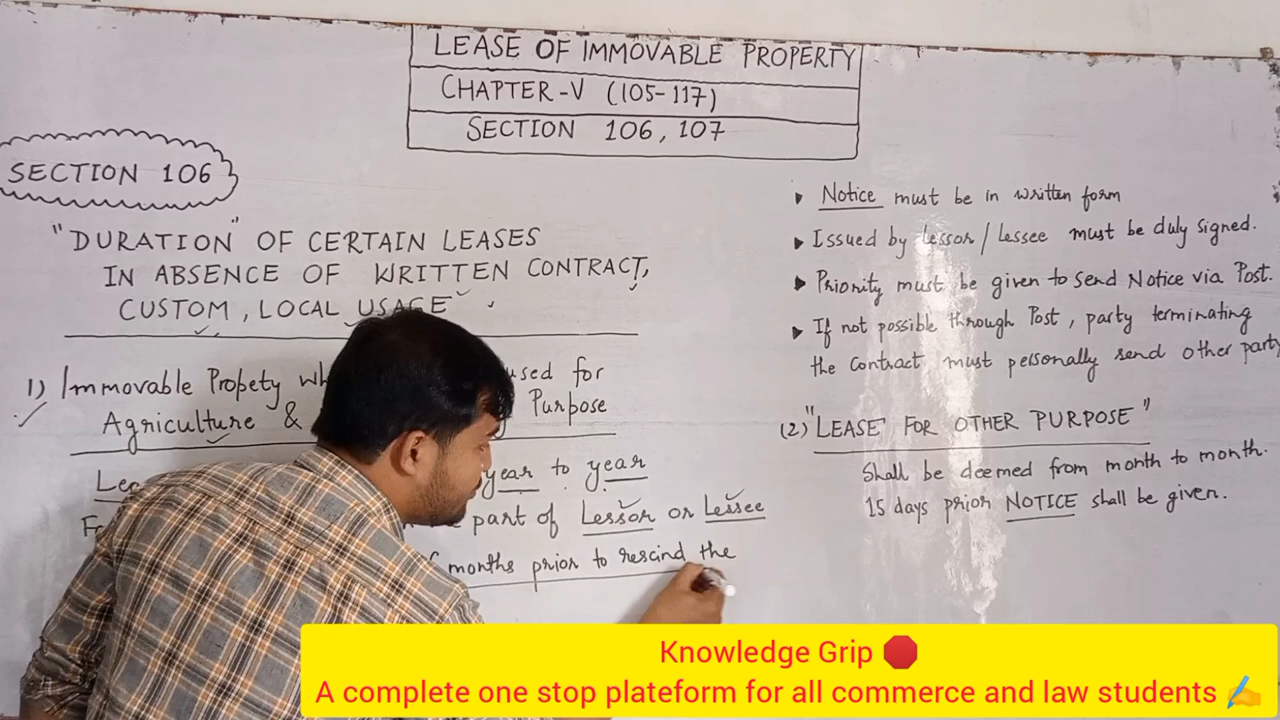 LEASE OF IMMOVABLE PROPERTY
CHAPTER-V (105-117)
SECTION 106, 107
SECTION 106
"DURATION" OF CERTAIN LEASES
IN ABSENCE OF WRITTEN CONTRACT,
CUSTOM, LOCAL USAGE"
1) Immovable Propety used for
Agriculture & Purpose
year to year
part of Lessor or Lessee
months prior to rescind the
▸ Notice must be in written form
▸ Issued by Lessor/Lessee must be duly signed.
▸ Priority must be given to send Notice via Post.
▸ If not possible through Post, party terminating
the Contract must personally send other party
(2) "LEASE FOR OTHER PURPOSE"
Shall be deemed from month to month.
15 days prior NOTICE shall be given.
Knowledge Grip 🛑
A complete one stop plateform for all commerce and law students ✍️